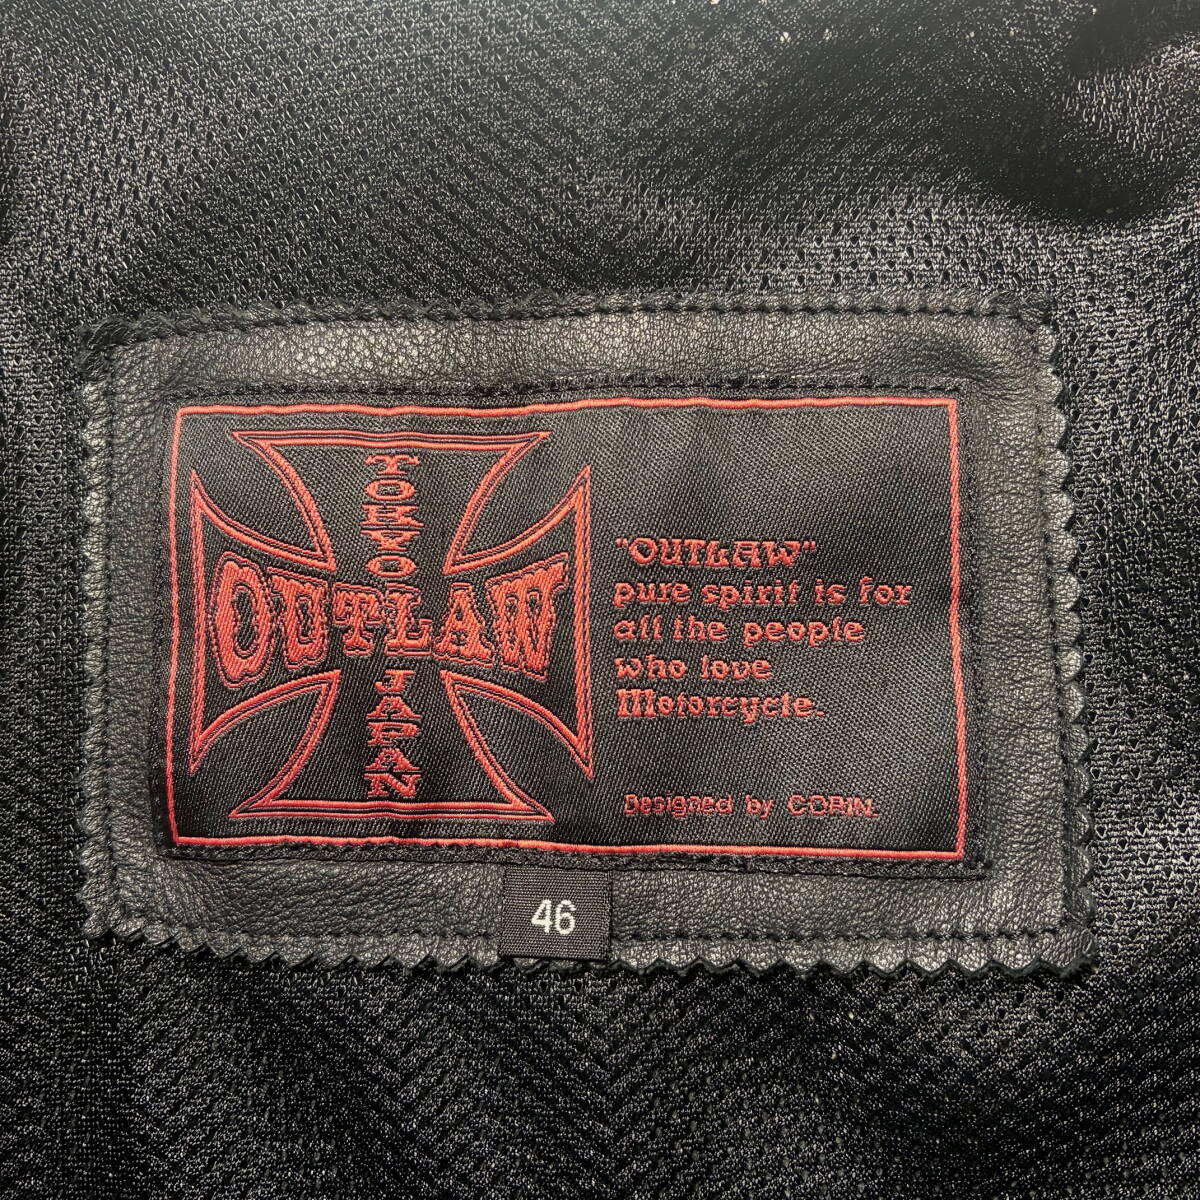 TOKYO
OUTLAW
JAPAN
"OUTLAW"
pure spirit is for
all the people
who love
Motorcycle.
Designed by CORIN.
46